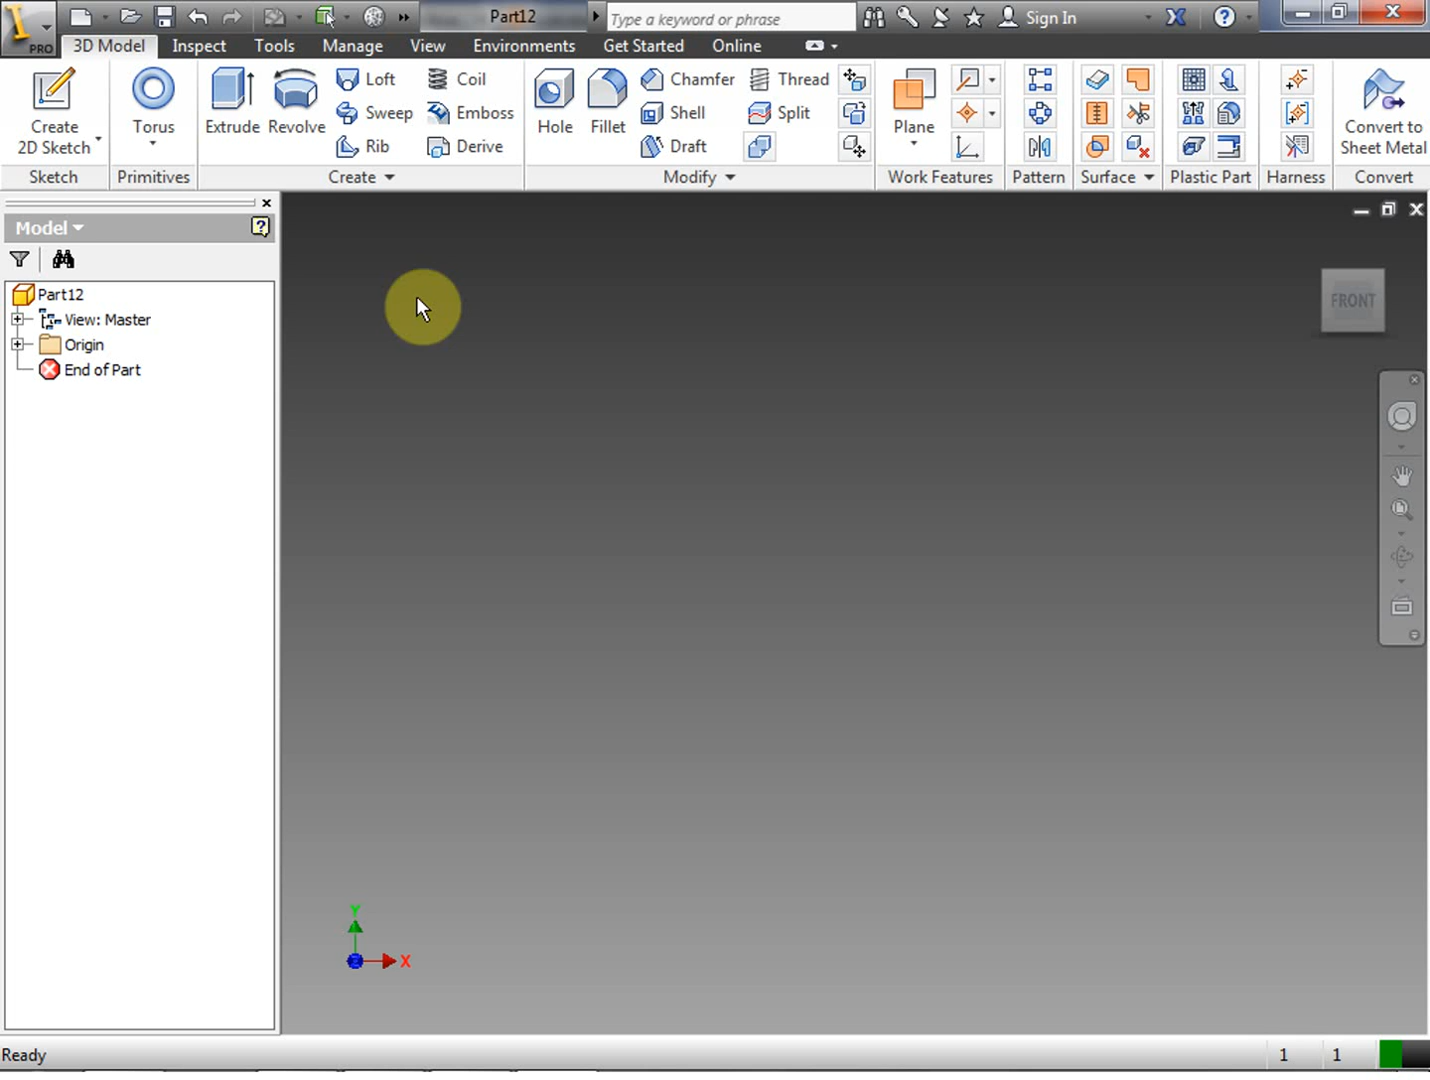 Part12
Type a keyword or phrase
Sign In
PRO
3D Model Inspect Tools Manage View Environments Get Started Online
Create 2D Sketch
Sketch
Torus
Primitives
Extrude
Revolve
Loft
Sweep
Rib
Coil
Emboss
Derive
Create
Hole
Fillet
Chamfer
Shell
Draft
Thread
Split
Modify
Plane
Work Features
Pattern
Surface
Plastic Part
Harness
Convert to
Sheet Metal
Convert
Model
Part12
View: Master
Origin
End of Part
FRONT
Y
X
Ready
1 1